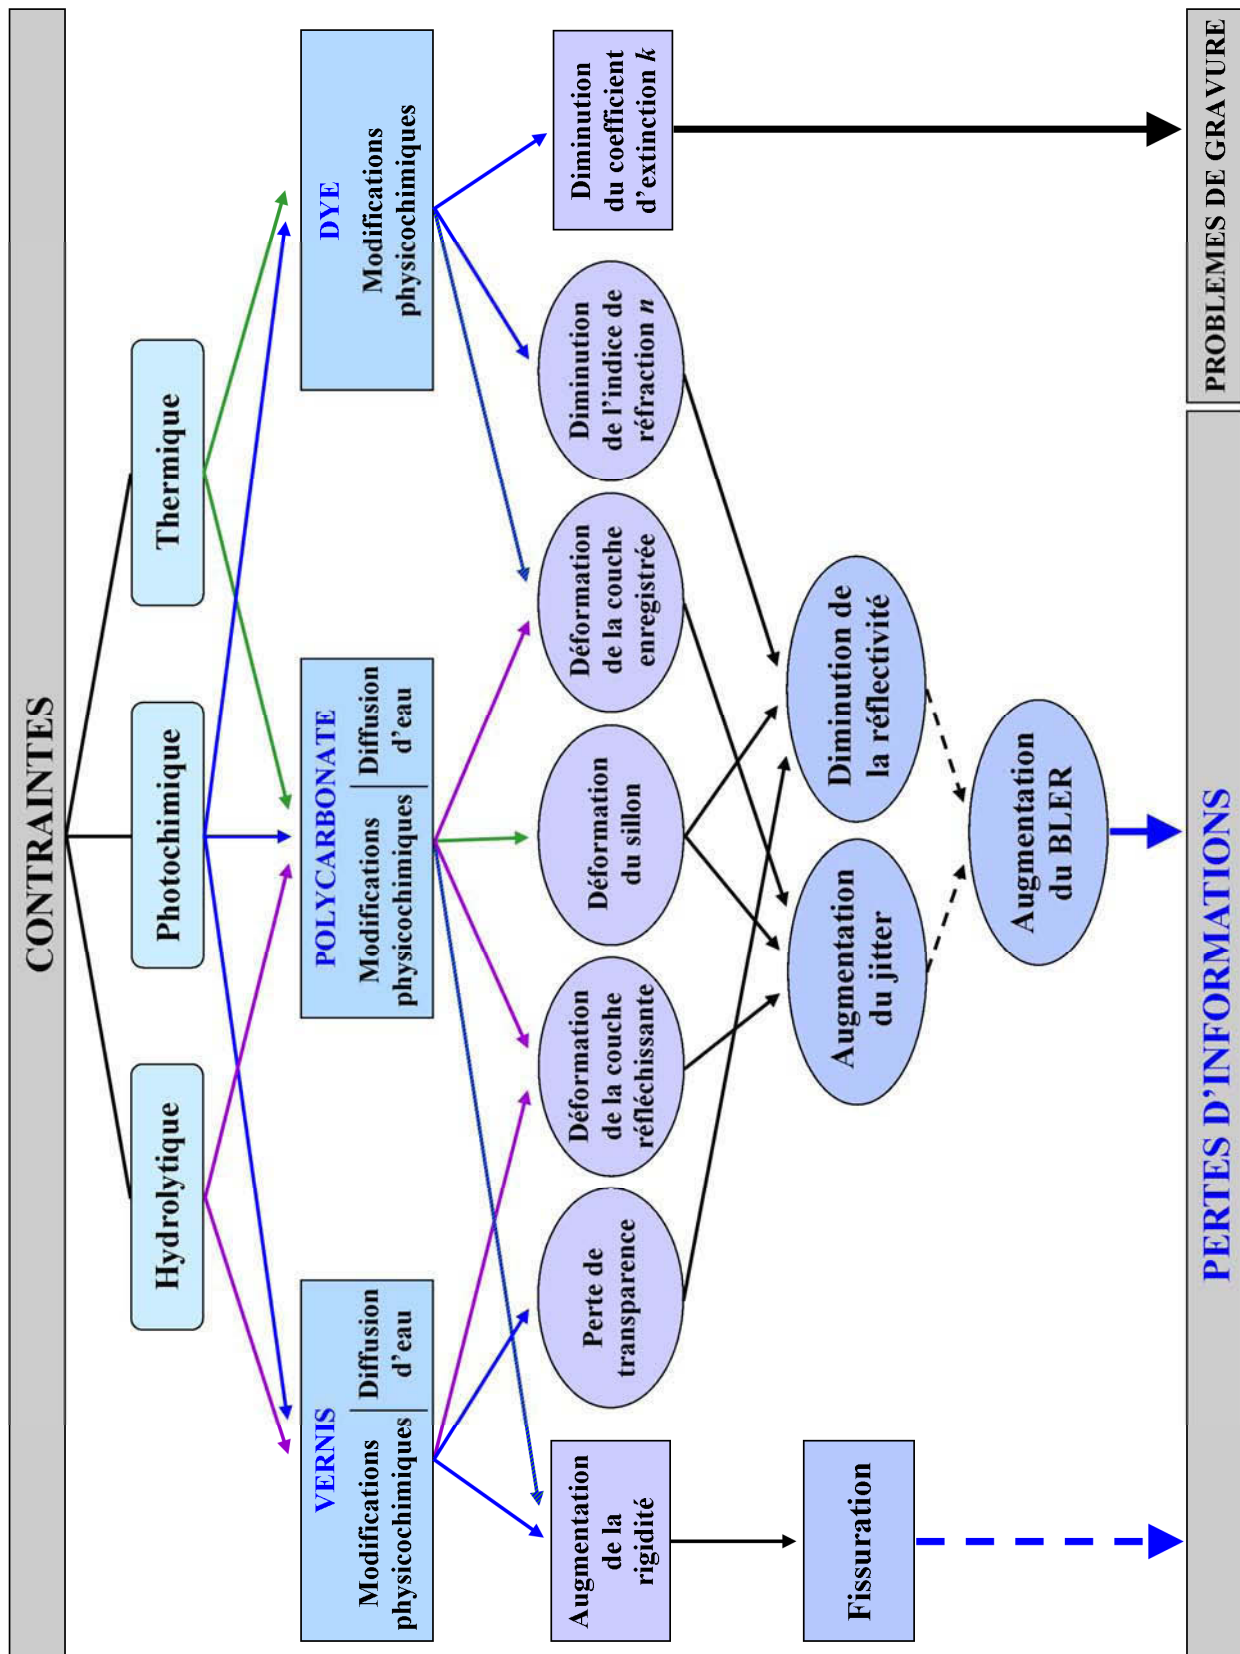 CONTRAINTES
Hydrolytique
Photochimique
Thermique
VERNIS
Modifications
physicochimiques
Diffusion
d'eau
POLYCARBONATE
Modifications
physicochimiques
Diffusion
d'eau
DYE
Modifications
physicochimiques
Augmentation
de la
rigidité
Perte de
transparence
Déformation
de la couche
réfléchissante
Déformation
du sillon
Déformation
de la couche
enregistrée
Diminution
de l'indice de
réfraction n
Diminution
du coefficient
d'extinction k
Fissuration
Augmentation
du jitter
Diminution de
la réflectivité
Augmentation
du BLER
PERTES D'INFORMATIONS
PROBLEMES DE GRAVURE